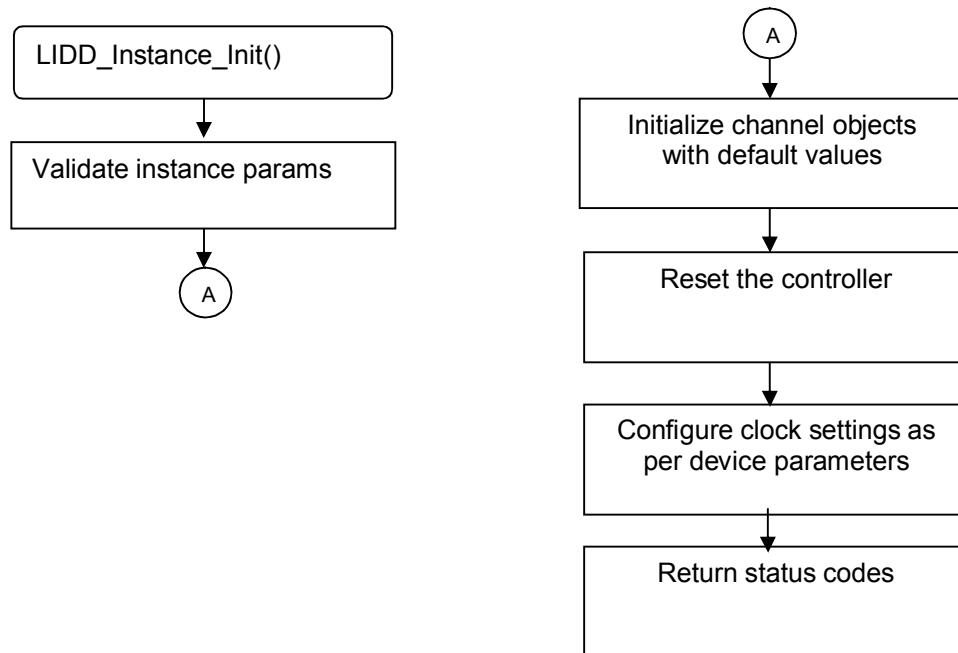 LIDD_Instance_Init()
Validate instance params
A
A
Initialize channel objects
with default values
Reset the controller
Configure clock settings as
per device parameters
Return status codes